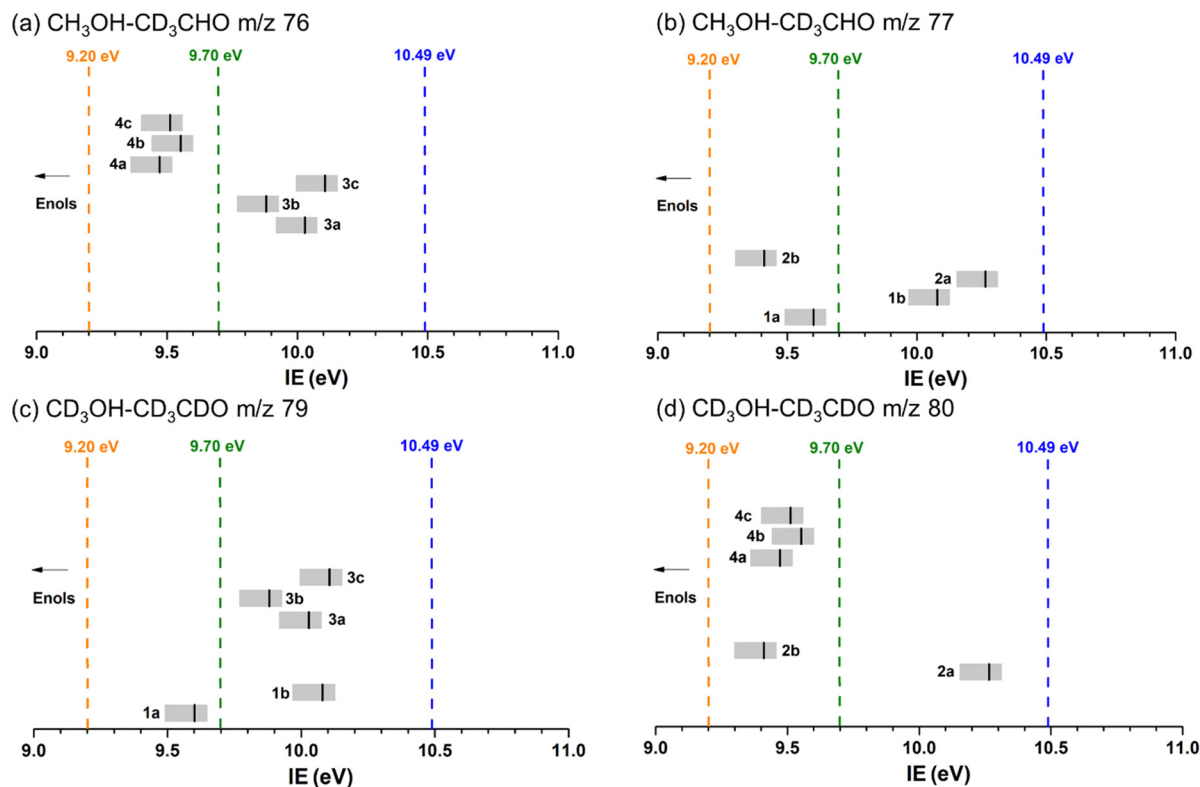 (a) CH₃OH-CD₃CHO m/z 76
9.20 eV 9.70 eV 10.49 eV
4c
4b
4a
3c
Enols
3b
3a
9.0 9.5 10.0 10.5 11.0
IE (eV)
(b) CH₃OH-CD₃CHO m/z 77
9.20 eV 9.70 eV 10.49 eV
Enols
2b
2a
1b
1a
9.0 9.5 10.0 10.5 11.0
IE (eV)
(c) CD₃OH-CD₃CDO m/z 79
9.20 eV 9.70 eV 10.49 eV
3c
Enols
3b
3a
1b
1a
9.0 9.5 10.0 10.5 11.0
IE (eV)
(d) CD₃OH-CD₃CDO m/z 80
9.20 eV 9.70 eV 10.49 eV
4c
4b
4a
Enols
2b
2a
9.0 9.5 10.0 10.5 11.0
IE (eV)